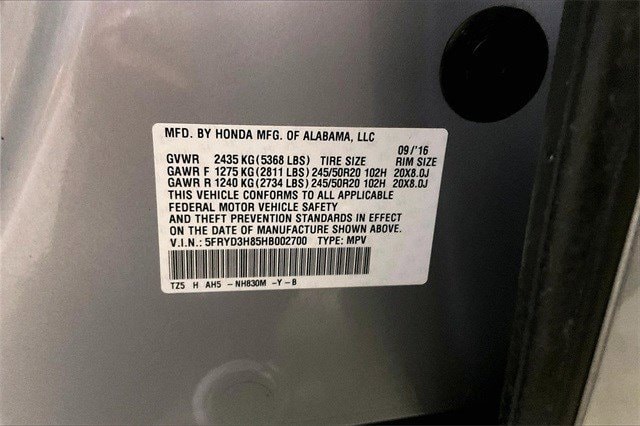 MFD. BY HONDA MFG. OF ALABAMA, LLC
09/'16
GVWR 2435 KG(5368 LBS) TIRE SIZE RIM SIZE
GAWR F 1275 KG(2811 LBS) 245/50R20 102H 20X8.0J
GAWR R 1240 KG(2734 LBS) 245/50R20 102H 20X8.0J
THIS VEHICLE CONFORMS TO ALL APPLICABLE
FEDERAL MOTOR VEHICLE SAFETY
AND THEFT PREVENTION STANDARDS IN EFFECT
ON THE DATE OF MANUFACTURE SHOWN ABOVE.
V.I.N.: 5FRYD3H85HB002700 TYPE: MPV
TZ5 H AH5 - NH830M -Y - B